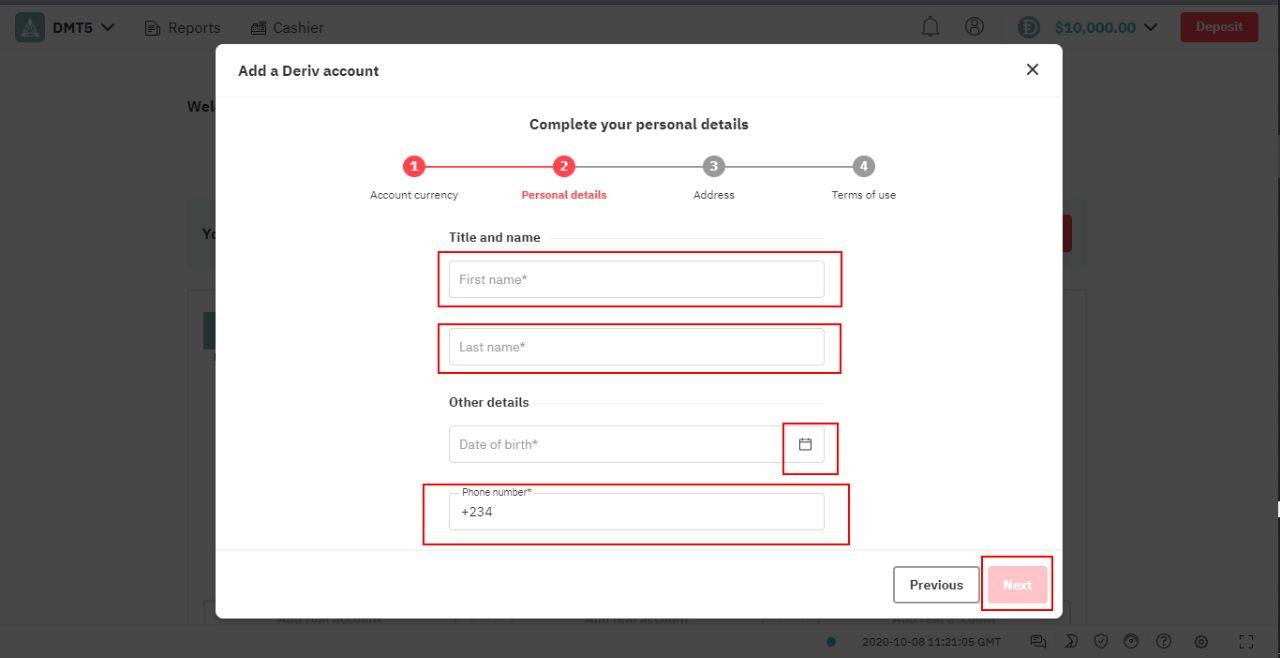 DMT5 Reports Cashier $10,000.00 Deposit
Add a Deriv account
Wel
Complete your personal details
1 2 3 4
Account currency Personal details Address Terms of use
Yo
Title and name
First name*
Last name*
Other details
Date of birth*
Phone number*
+234
Previous Next
Add real account Add real account Add real account
2020-10-08 11:21:05 GMT